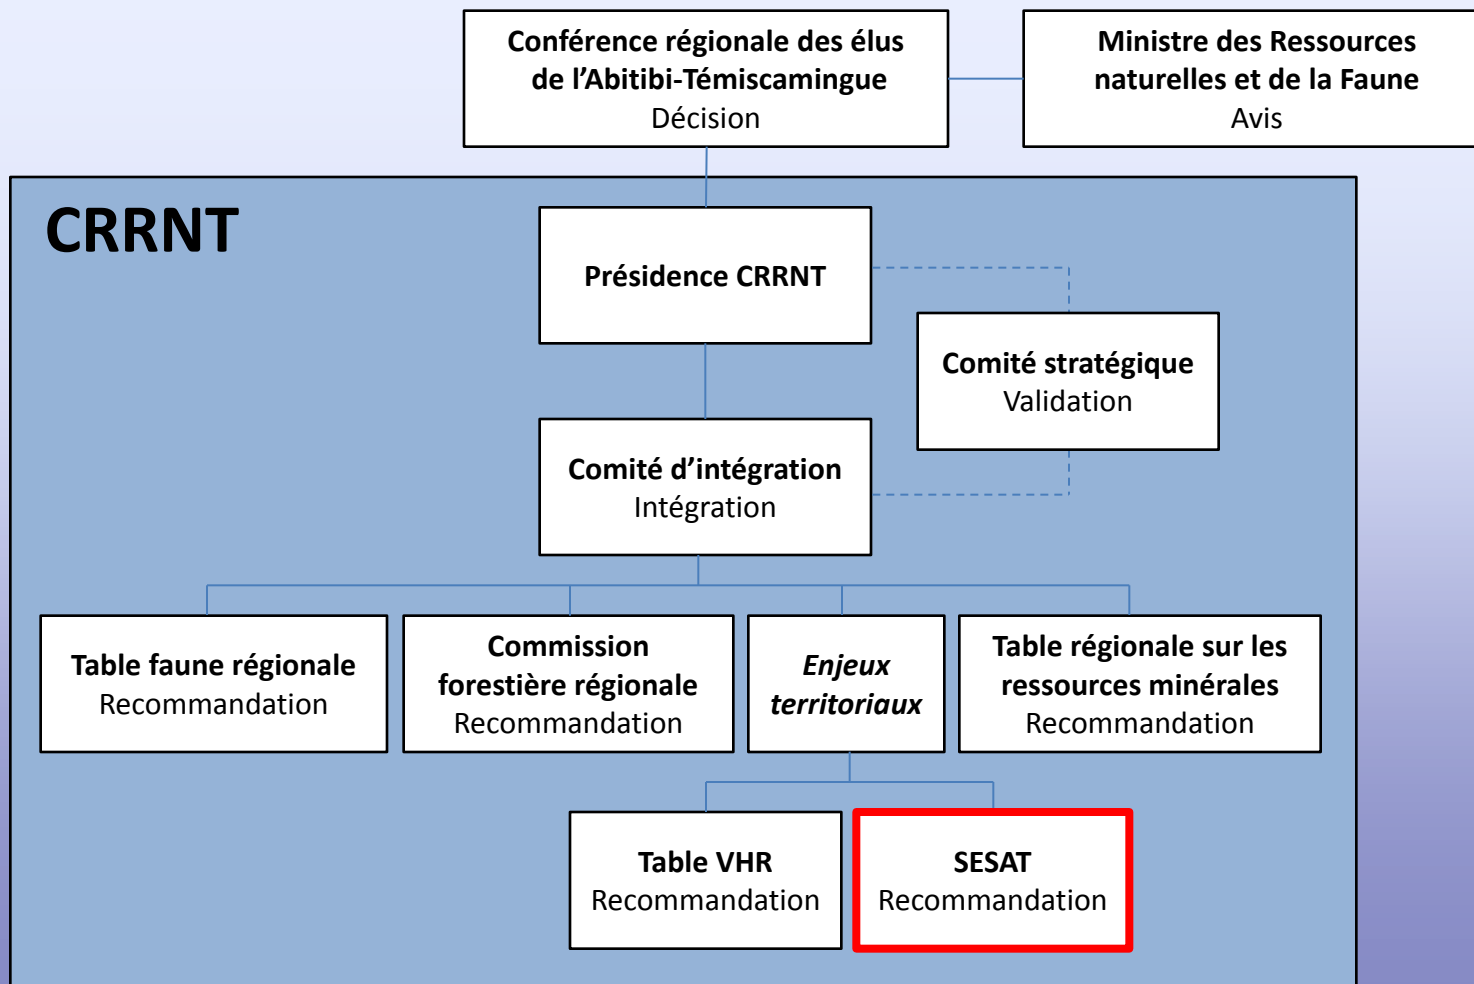 Conférence régionale des élus
de l’Abitibi-Témiscamingue
Décision
Ministre des Ressources
naturelles et de la Faune
Avis
CRRNT
Présidence CRRNT
Comité stratégique
Validation
Comité d’intégration
Intégration
Table faune régionale
Recommandation
Commission
forestière régionale
Recommandation
Enjeux
territoriaux
Table régionale sur les
ressources minérales
Recommandation
Table VHR
Recommandation
SESAT
Recommandation